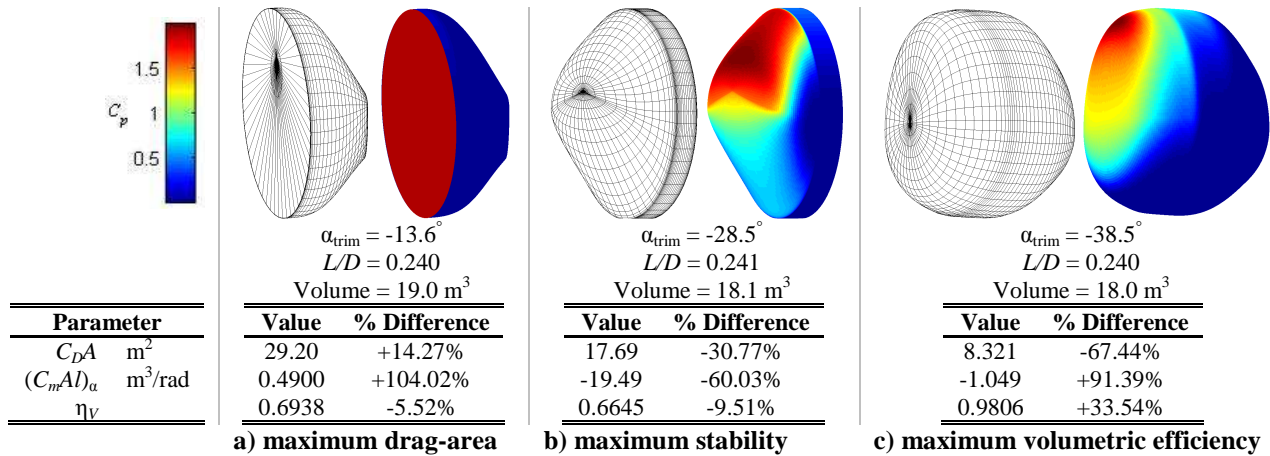 1.5
C_p 1
0.5
α_trim = -13.6°
L/D = 0.240
Volume = 19.0 m³
α_trim = -28.5°
L/D = 0.241
Volume = 18.1 m³
α_trim = -38.5°
L/D = 0.240
Volume = 18.0 m³
Parameter Value % Difference Value % Difference Value % Difference
C_DA m² 29.20 +14.27% 17.69 -30.77% 8.321 -67.44%
(C_mAl)_α m³/rad 0.4900 +104.02% -19.49 -60.03% -1.049 +91.39%
η_V 0.6938 -5.52% 0.6645 -9.51% 0.9806 +33.54%
a) maximum drag-area b) maximum stability c) maximum volumetric efficiency